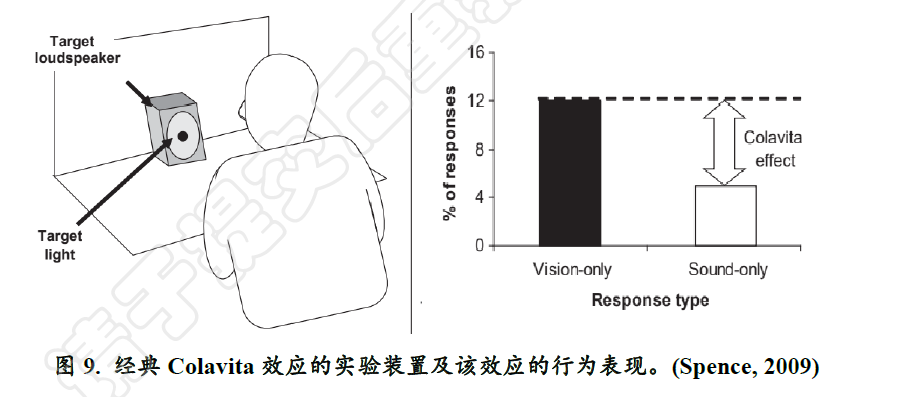 Target
loudspeaker
Target
light
16
12
8
4
0
% of responses
Colavita
effect
Vision-only
Sound-only
Response type
图 9. 经典 Colavita 效应的实验装置及该效应的行为表现。(Spence, 2009)